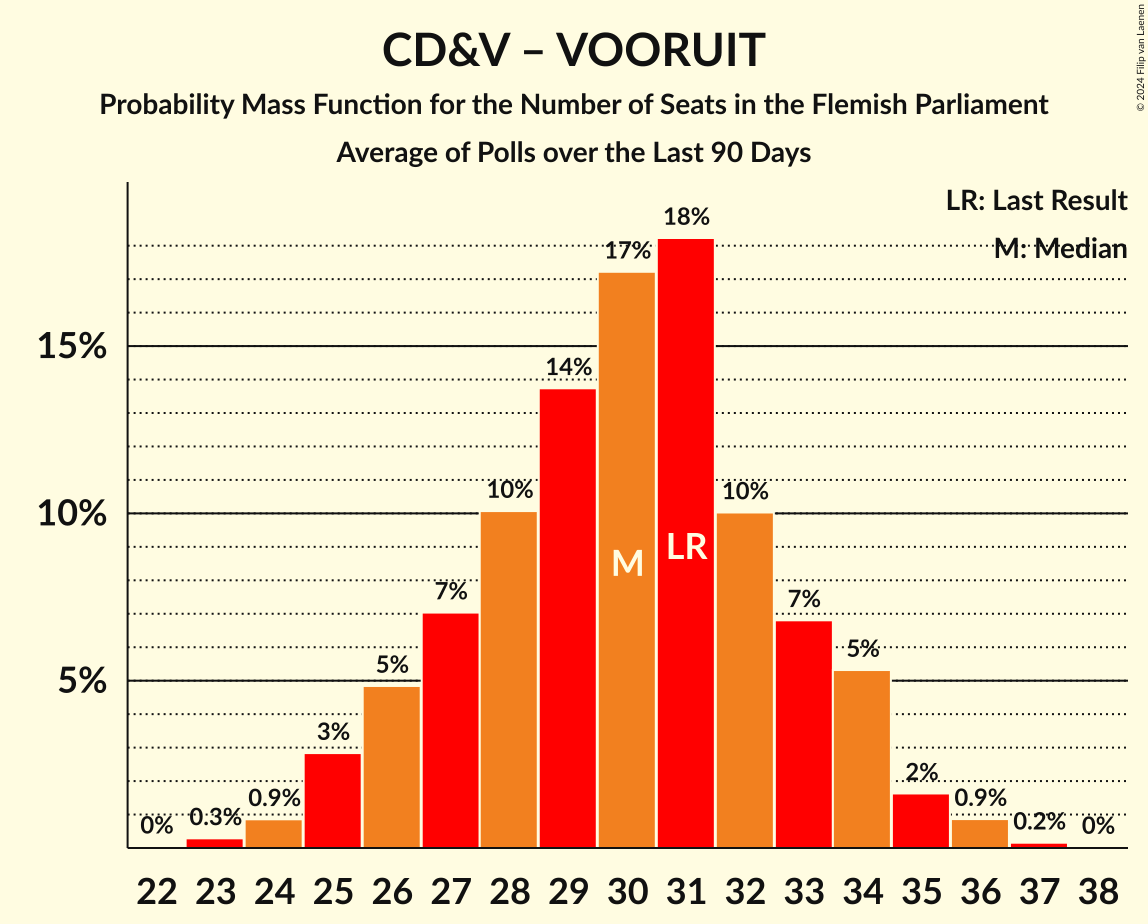 CD&V – VOORUIT
Probability Mass Function for the Number of Seats in the Flemish Parliament
Average of Polls over the Last 90 Days
© 2024 Filip van Laenen
LR: Last Result
M: Median
15%
10%
5%
0%
0.3%
0.9%
3%
5%
7%
10%
14%
17%
18%
10%
7%
5%
2%
0.9%
0.2%
0%
M
LR
22 23 24 25 26 27 28 29 30 31 32 33 34 35 36 37 38